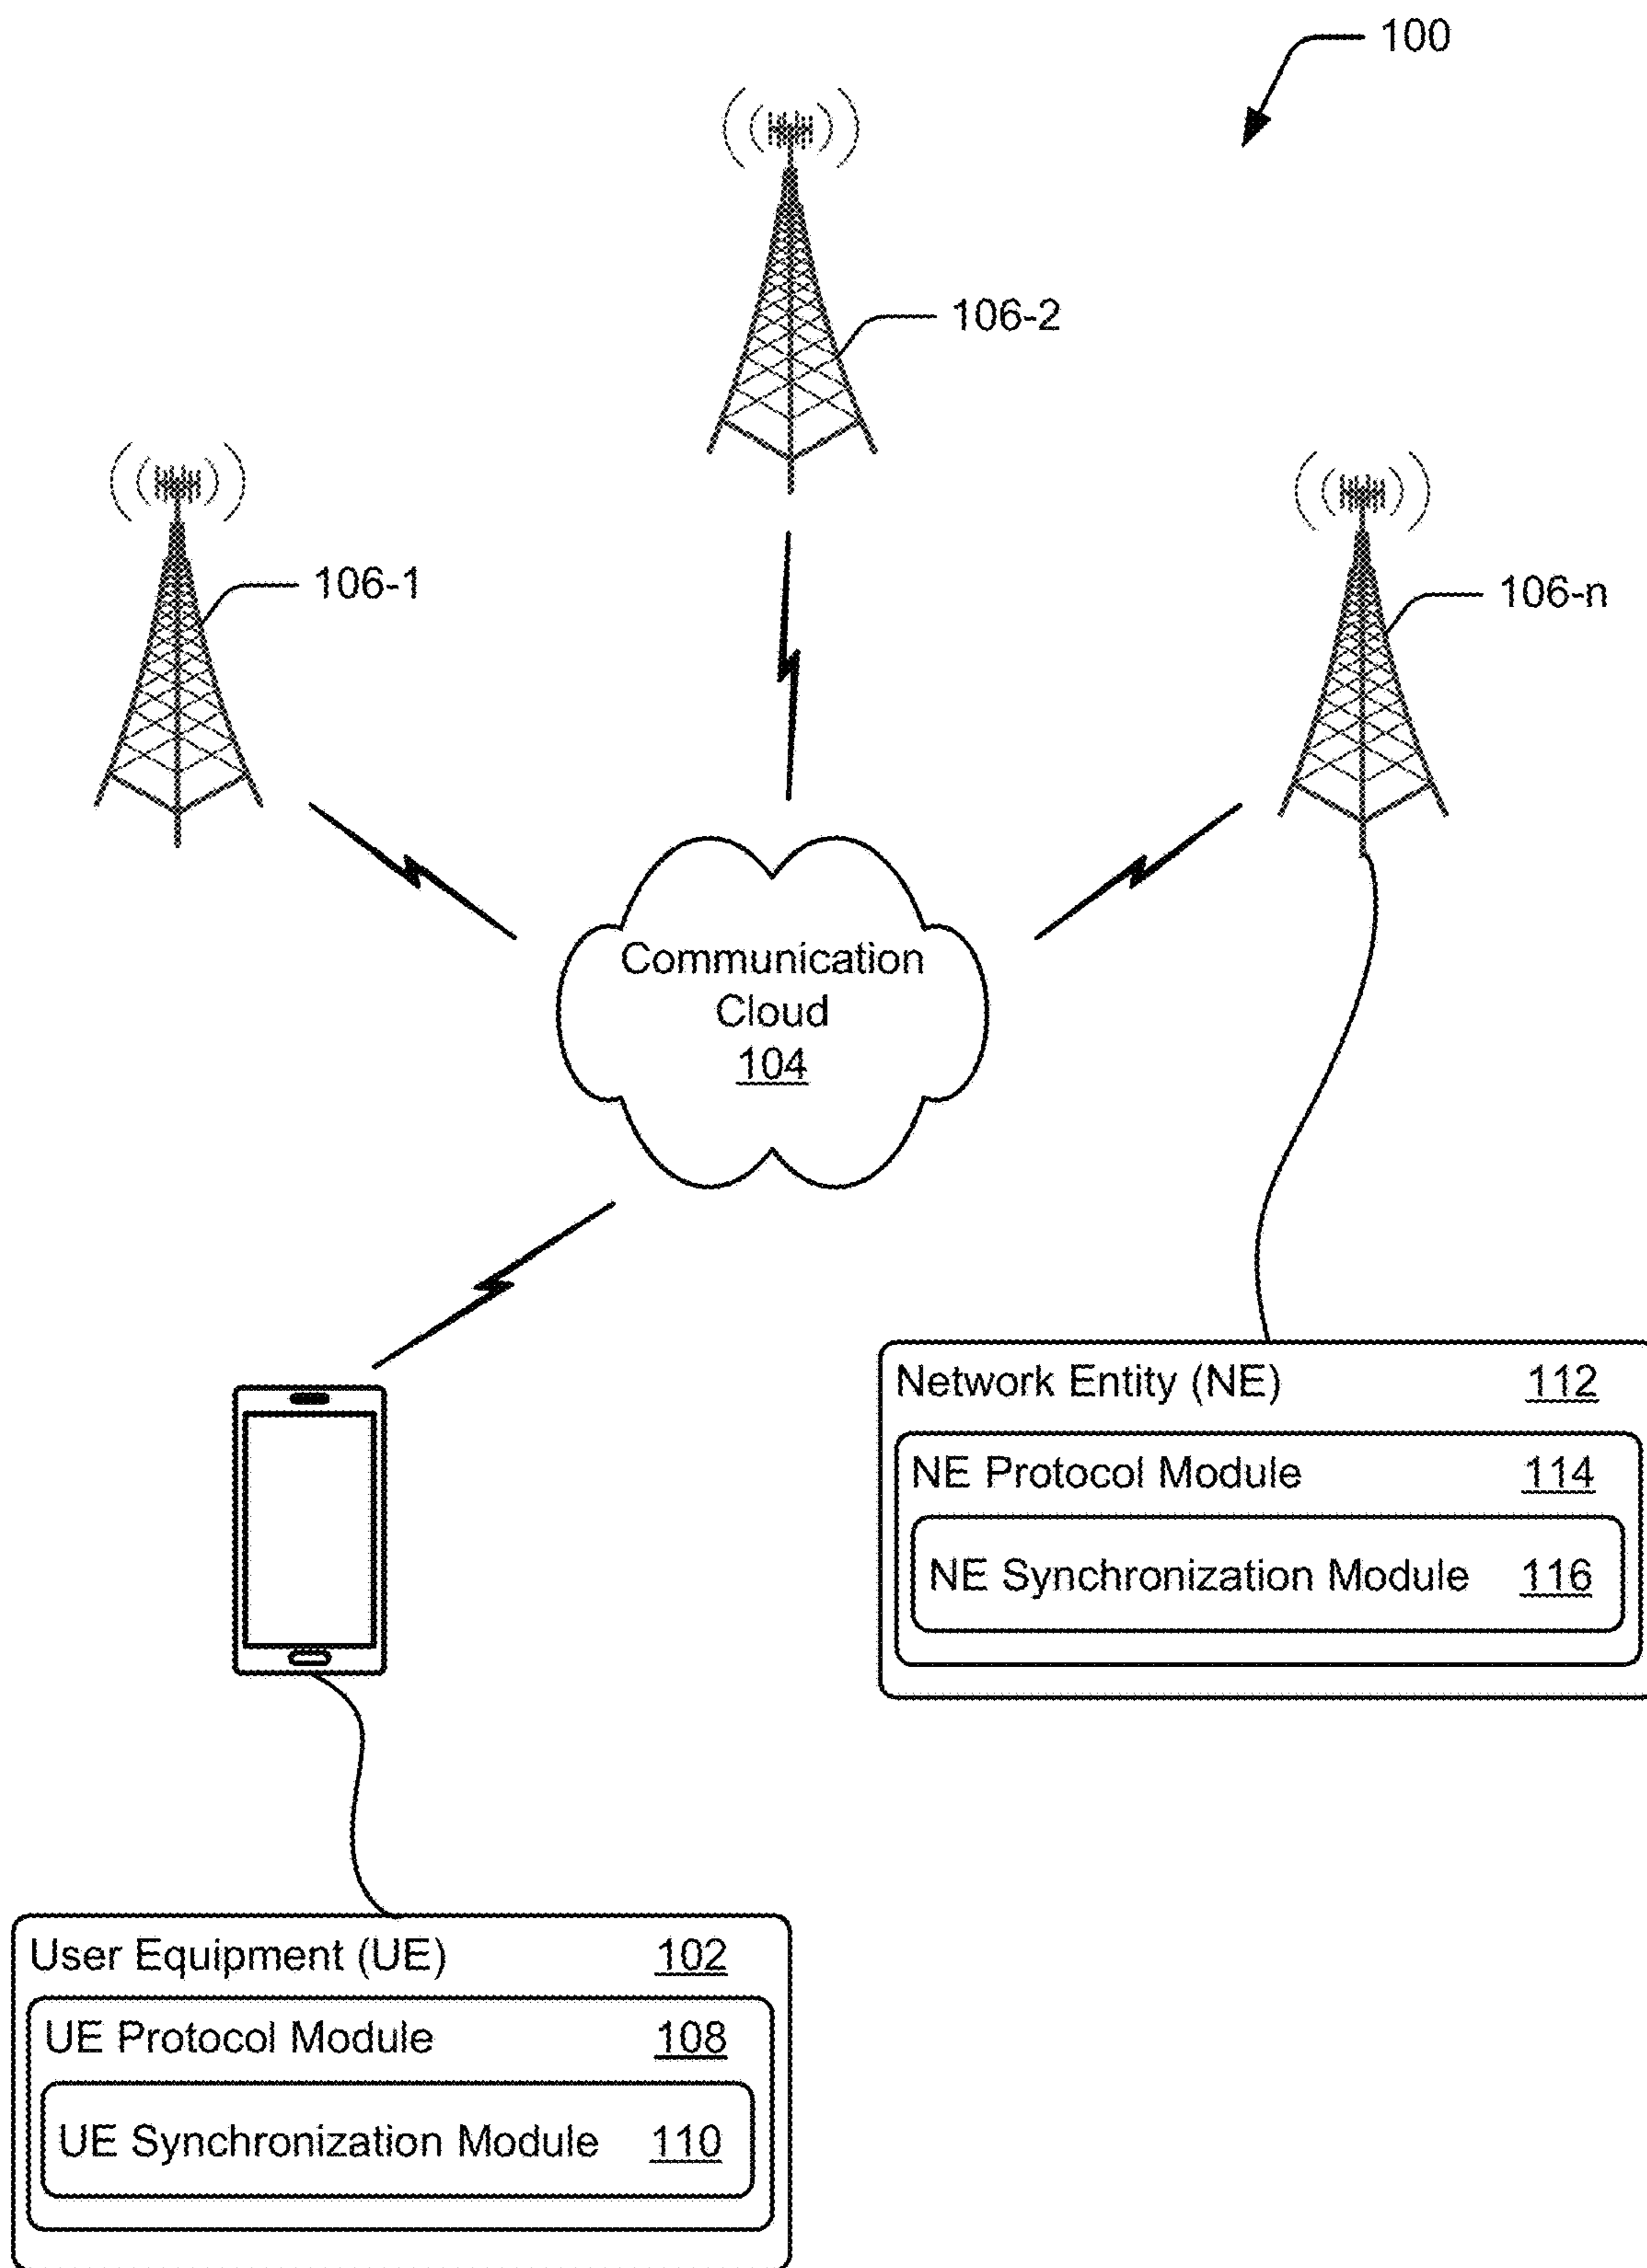 100
106-2
106-1
106-n
Communication
Cloud
104
Network Entity (NE) 112
NE Protocol Module 114
NE Synchronization Module 116
User Equipment (UE) 102
UE Protocol Module 108
UE Synchronization Module 110